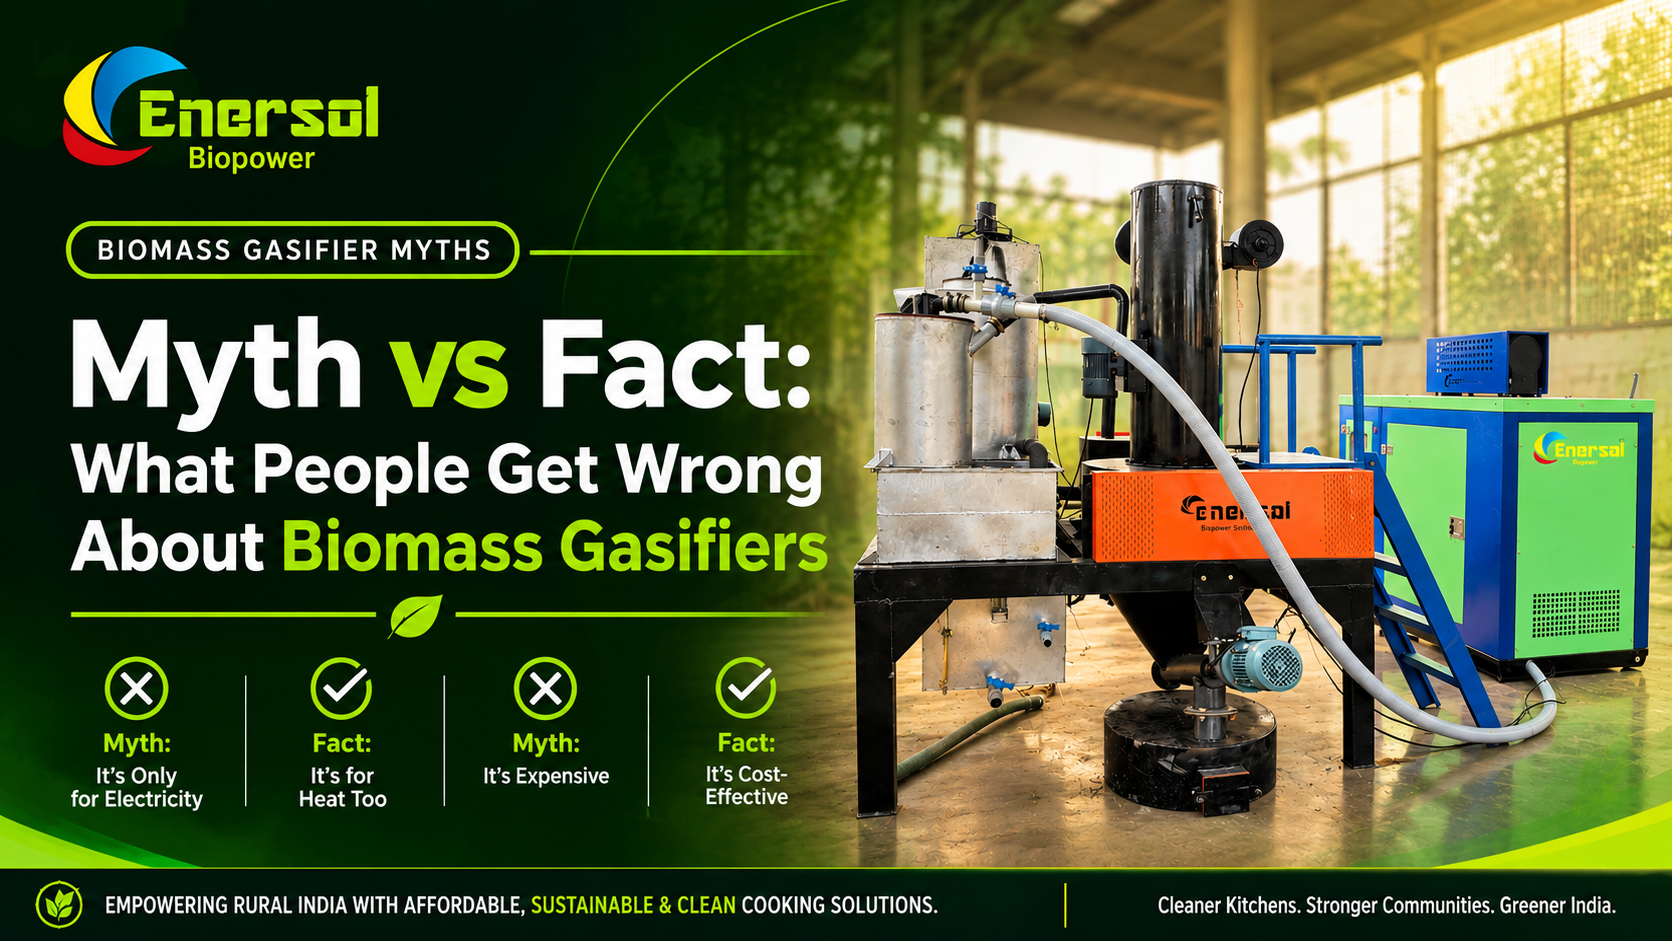 Enersol
Biopower
BIOMASS GASIFIER MYTHS
Myth vs Fact:
What People Get Wrong
About Biomass Gasifiers
Myth:
It's Only
for Electricity
Fact:
It's for
Heat Too
Myth:
It's Expensive
Fact:
It's Cost-
Effective
Enersol
Biopower
Enersol
Biopower
EMPOWERING RURAL INDIA WITH AFFORDABLE, SUSTAINABLE & CLEAN COOKING SOLUTIONS.
Cleaner Kitchens. Stronger Communities. Greener India.